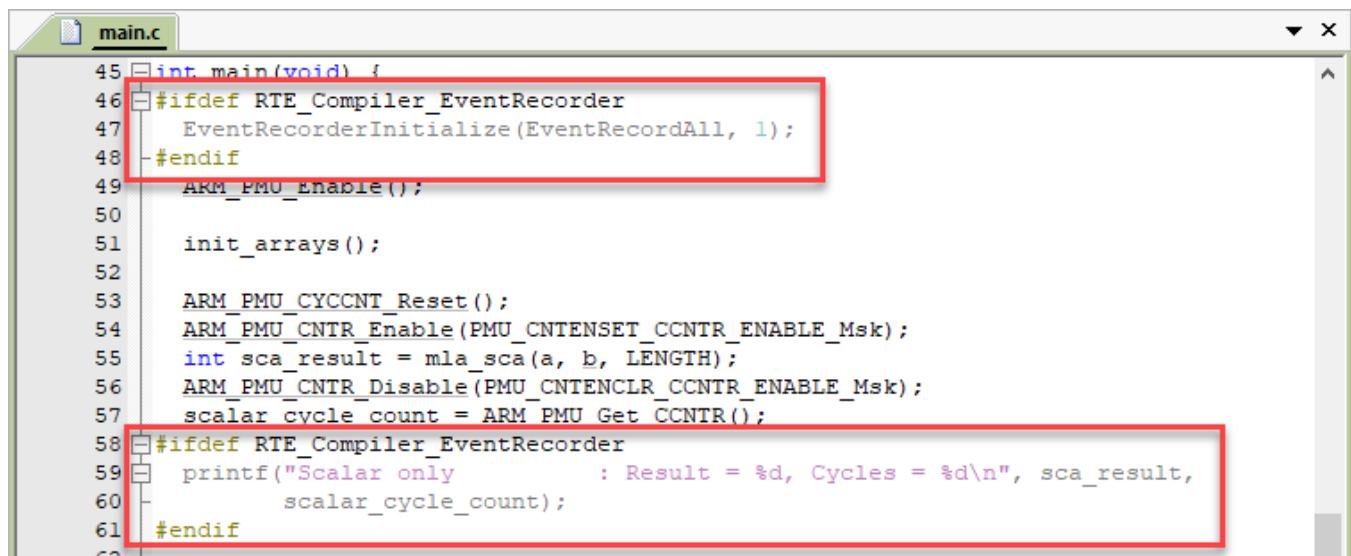 main.c
45 int main(void) {
46 #ifdef RTE_Compiler_EventRecorder
47 EventRecorderInitialize(EventRecordAll, 1);
48 #endif
49 ARM_PMU_Enable();
50
51 init_arrays();
52
53 ARM_PMU_CYCCNT_Reset();
54 ARM_PMU_CNTR_Enable(PMU_CNTENSET_CCNTR_ENABLE_Msk);
55 int sca_result = mla_sca(a, b, LENGTH);
56 ARM_PMU_CNTR_Disable(PMU_CNTENCLR_CCNTR_ENABLE_Msk);
57 scalar_cycle_count = ARM_PMU_Get_CCNTR();
58 #ifdef RTE_Compiler_EventRecorder
59 printf("Scalar only        : Result = %d, Cycles = %d\n", sca_result,
60 scalar_cycle_count);
61 #endif